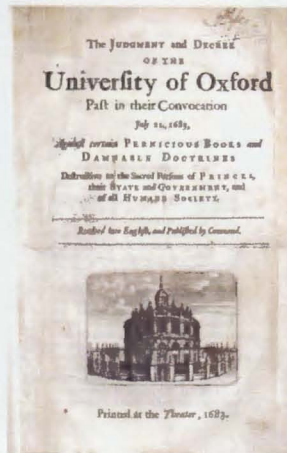 The JUDGMENT and DECREE
OF THE
Univerſity of Oxford
Paſt in their Convocation
July 21, 1683,
Againſt certain PERNICIOUS BOOKS and
DAMNABLE DOCTRINES
Deſtructive to the Sacred Perſons of PRINCES,
their STATE and GOVERNMENT, and
of all HUMANE SOCIETY.
Rendred into Engliſh, and Publiſhed by Command.
Printed at the Theater, 1683.